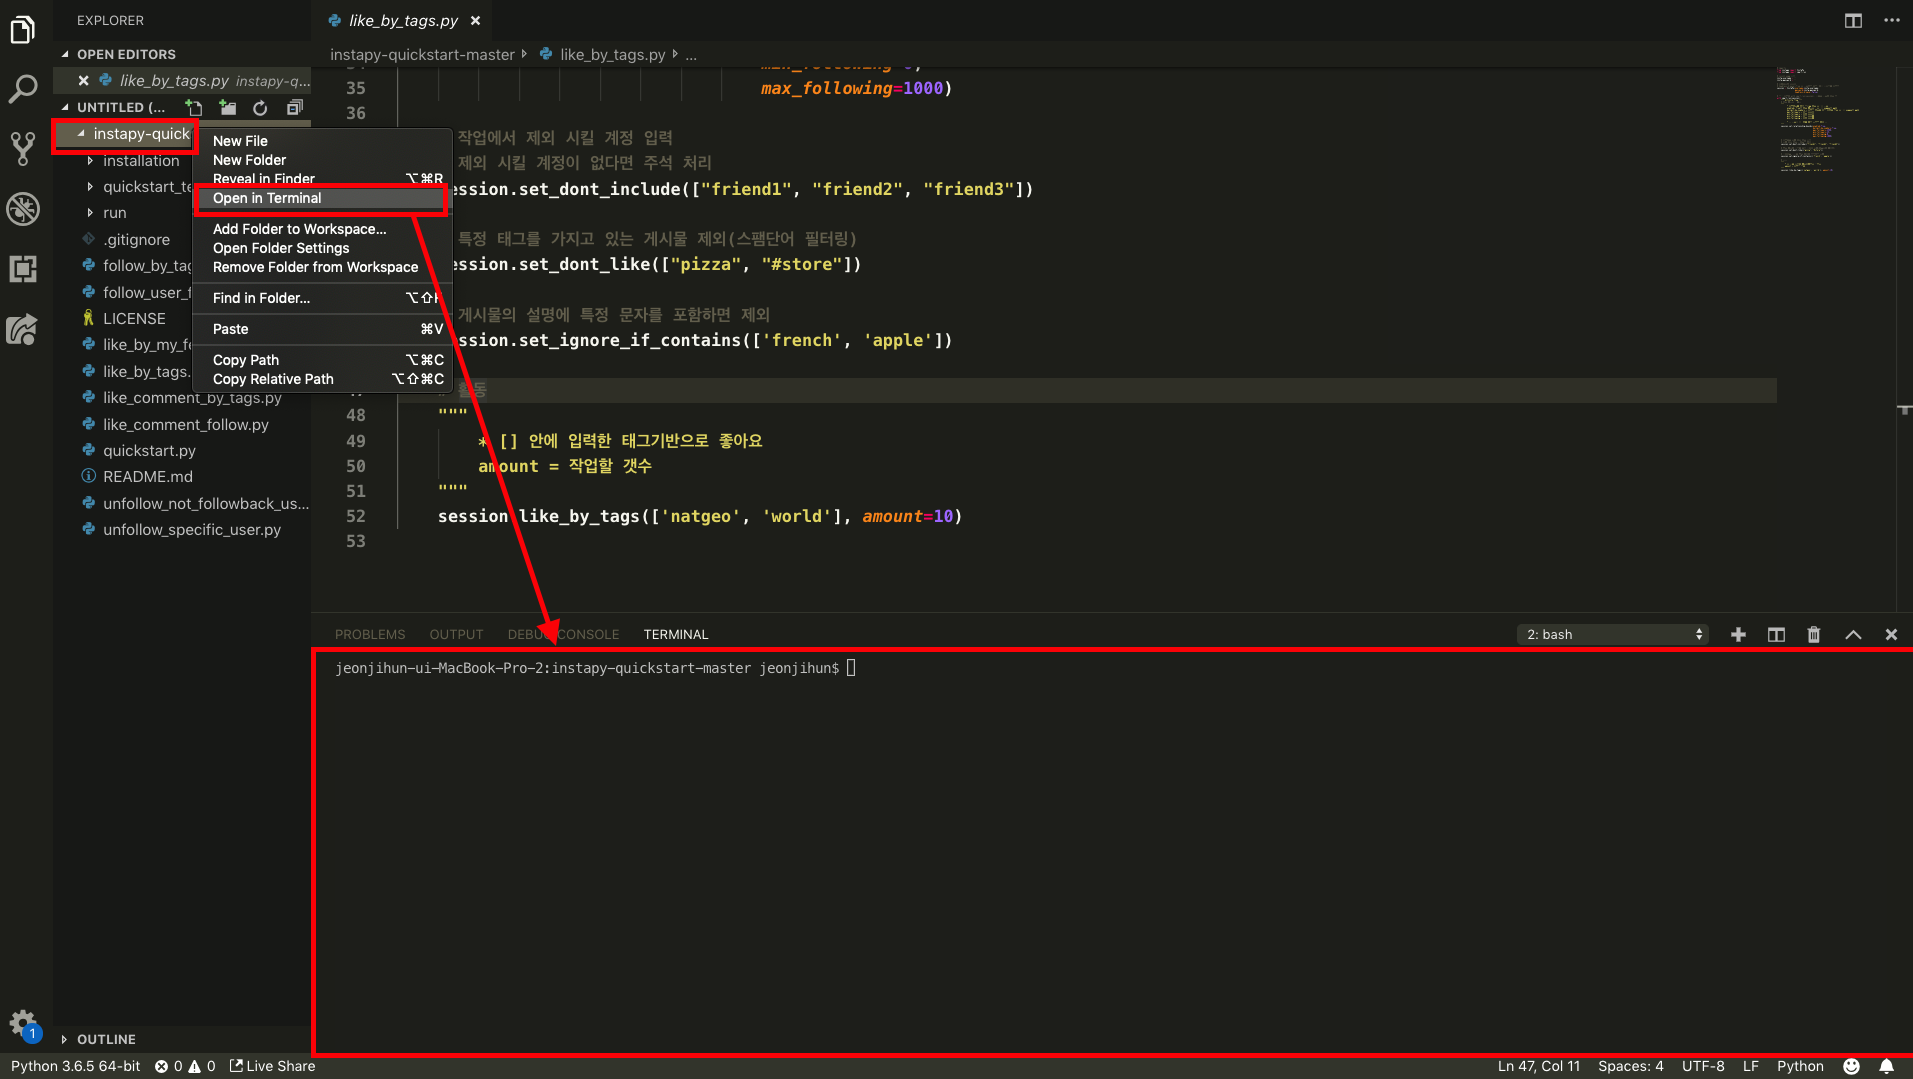 EXPLORER
OPEN EDITORS
like_by_tags.py instapy-q...
UNTITLED (...
instapy-quick
installation
quickstart_te
run
.gitignore
follow_by_tag
follow_user_f
LICENSE
like_by_my_fe
like_by_tags.
like_comment_by_tags.py
like_comment_follow.py
quickstart.py
README.md
unfollow_not_followback_us...
unfollow_specific_user.py
OUTLINE
New File
New Folder
Reveal in Finder ⌥⌘R
Open in Terminal
Add Folder to Workspace...
Open Folder Settings
Remove Folder from Workspace
Find in Folder... ⌥⇧F
Paste ⌘V
Copy Path ⌥⌘C
Copy Relative Path ⌥⇧⌘C
like_by_tags.py
instapy-quickstart-master like_by_tags.py ...
35 max_following=1000)
36
작업에서 제외 시킬 계정 입력
제외 시킬 계정이 없다면 주석 처리
ession.set_dont_include(["friend1", "friend2", "friend3"])
특정 태그를 가지고 있는 게시물 제외(스팸단어 필터링)
ession.set_dont_like(["pizza", "#store"])
게시물의 설명에 특정 문자를 포함하면 제외
ssion.set_ignore_if_contains(['french', 'apple'])
# 활동
48 """
49 * [] 안에 입력한 태그기반으로 좋아요
50 amount = 작업할 갯수
51 """
52 session.like_by_tags(['natgeo', 'world'], amount=10)
53
PROBLEMS OUTPUT DEBUG CONSOLE TERMINAL 2: bash
jeonjihun-ui-MacBook-Pro-2:instapy-quickstart-master jeonjihun$
1
Python 3.6.5 64-bit 0 0 Live Share Ln 47, Col 11 Spaces: 4 UTF-8 LF Python